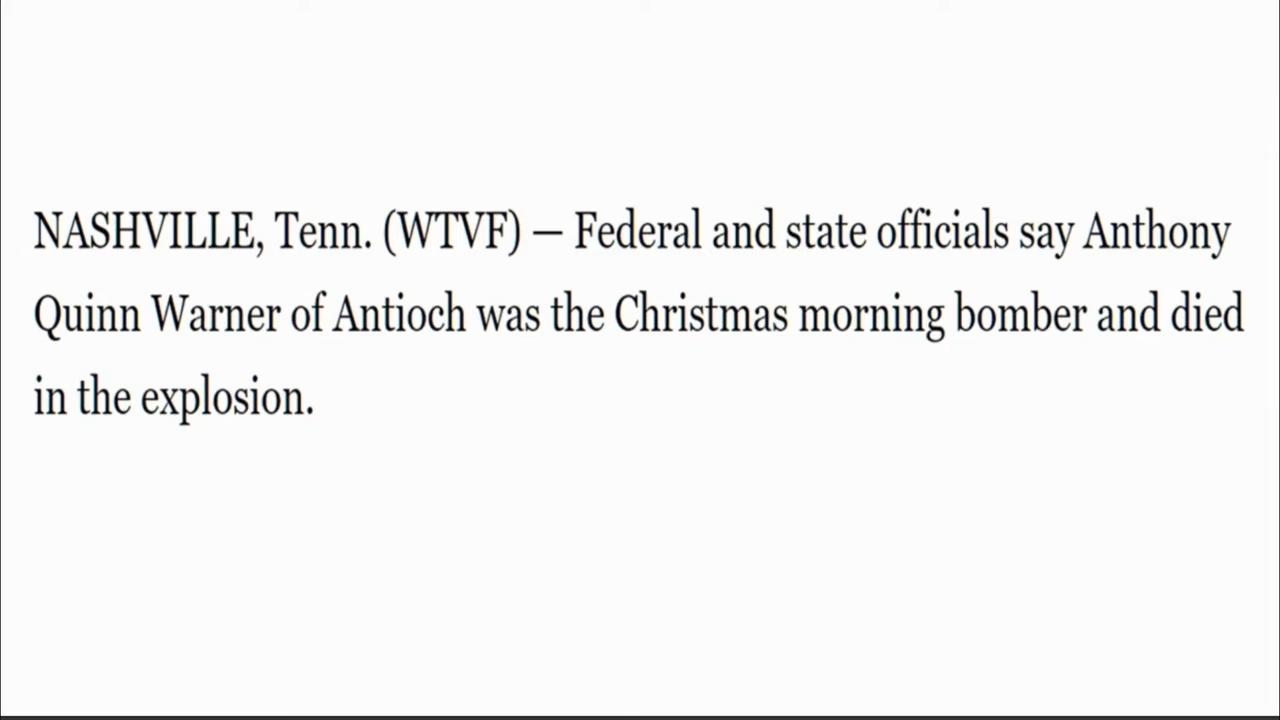 NASHVILLE, Tenn. (WTVF) — Federal and state officials say Anthony
Quinn Warner of Antioch was the Christmas morning bomber and died
in the explosion.